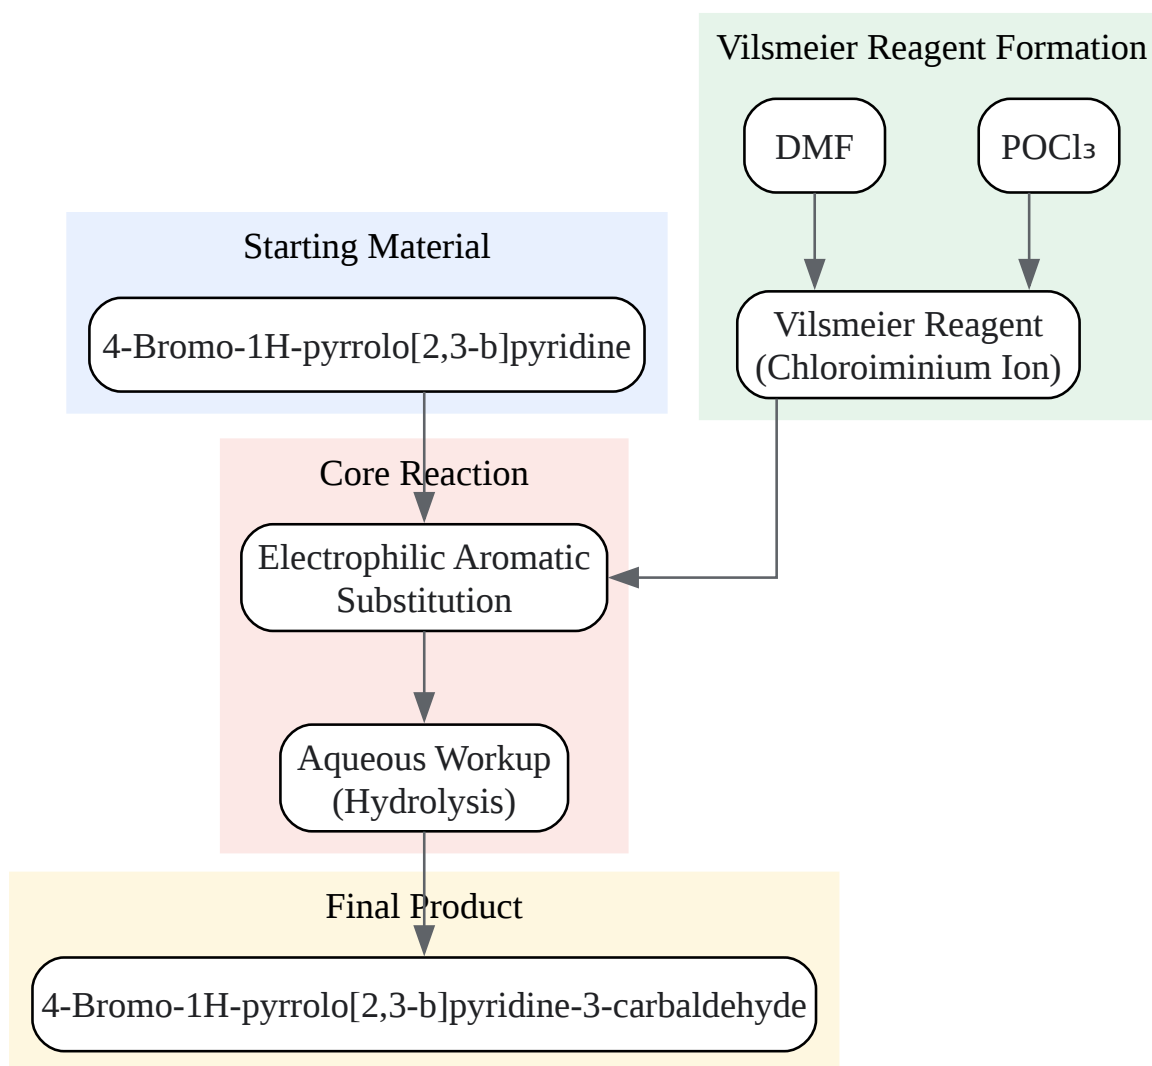 Vilsmeier Reagent Formation
DMF
POCl₃
Starting Material
4-Bromo-1H-pyrrolo[2,3-b]pyridine
Vilsmeier Reagent
(Chloroiminium Ion)
Core Reaction
Electrophilic Aromatic
Substitution
Aqueous Workup
(Hydrolysis)
Final Product
4-Bromo-1H-pyrrolo[2,3-b]pyridine-3-carbaldehyde